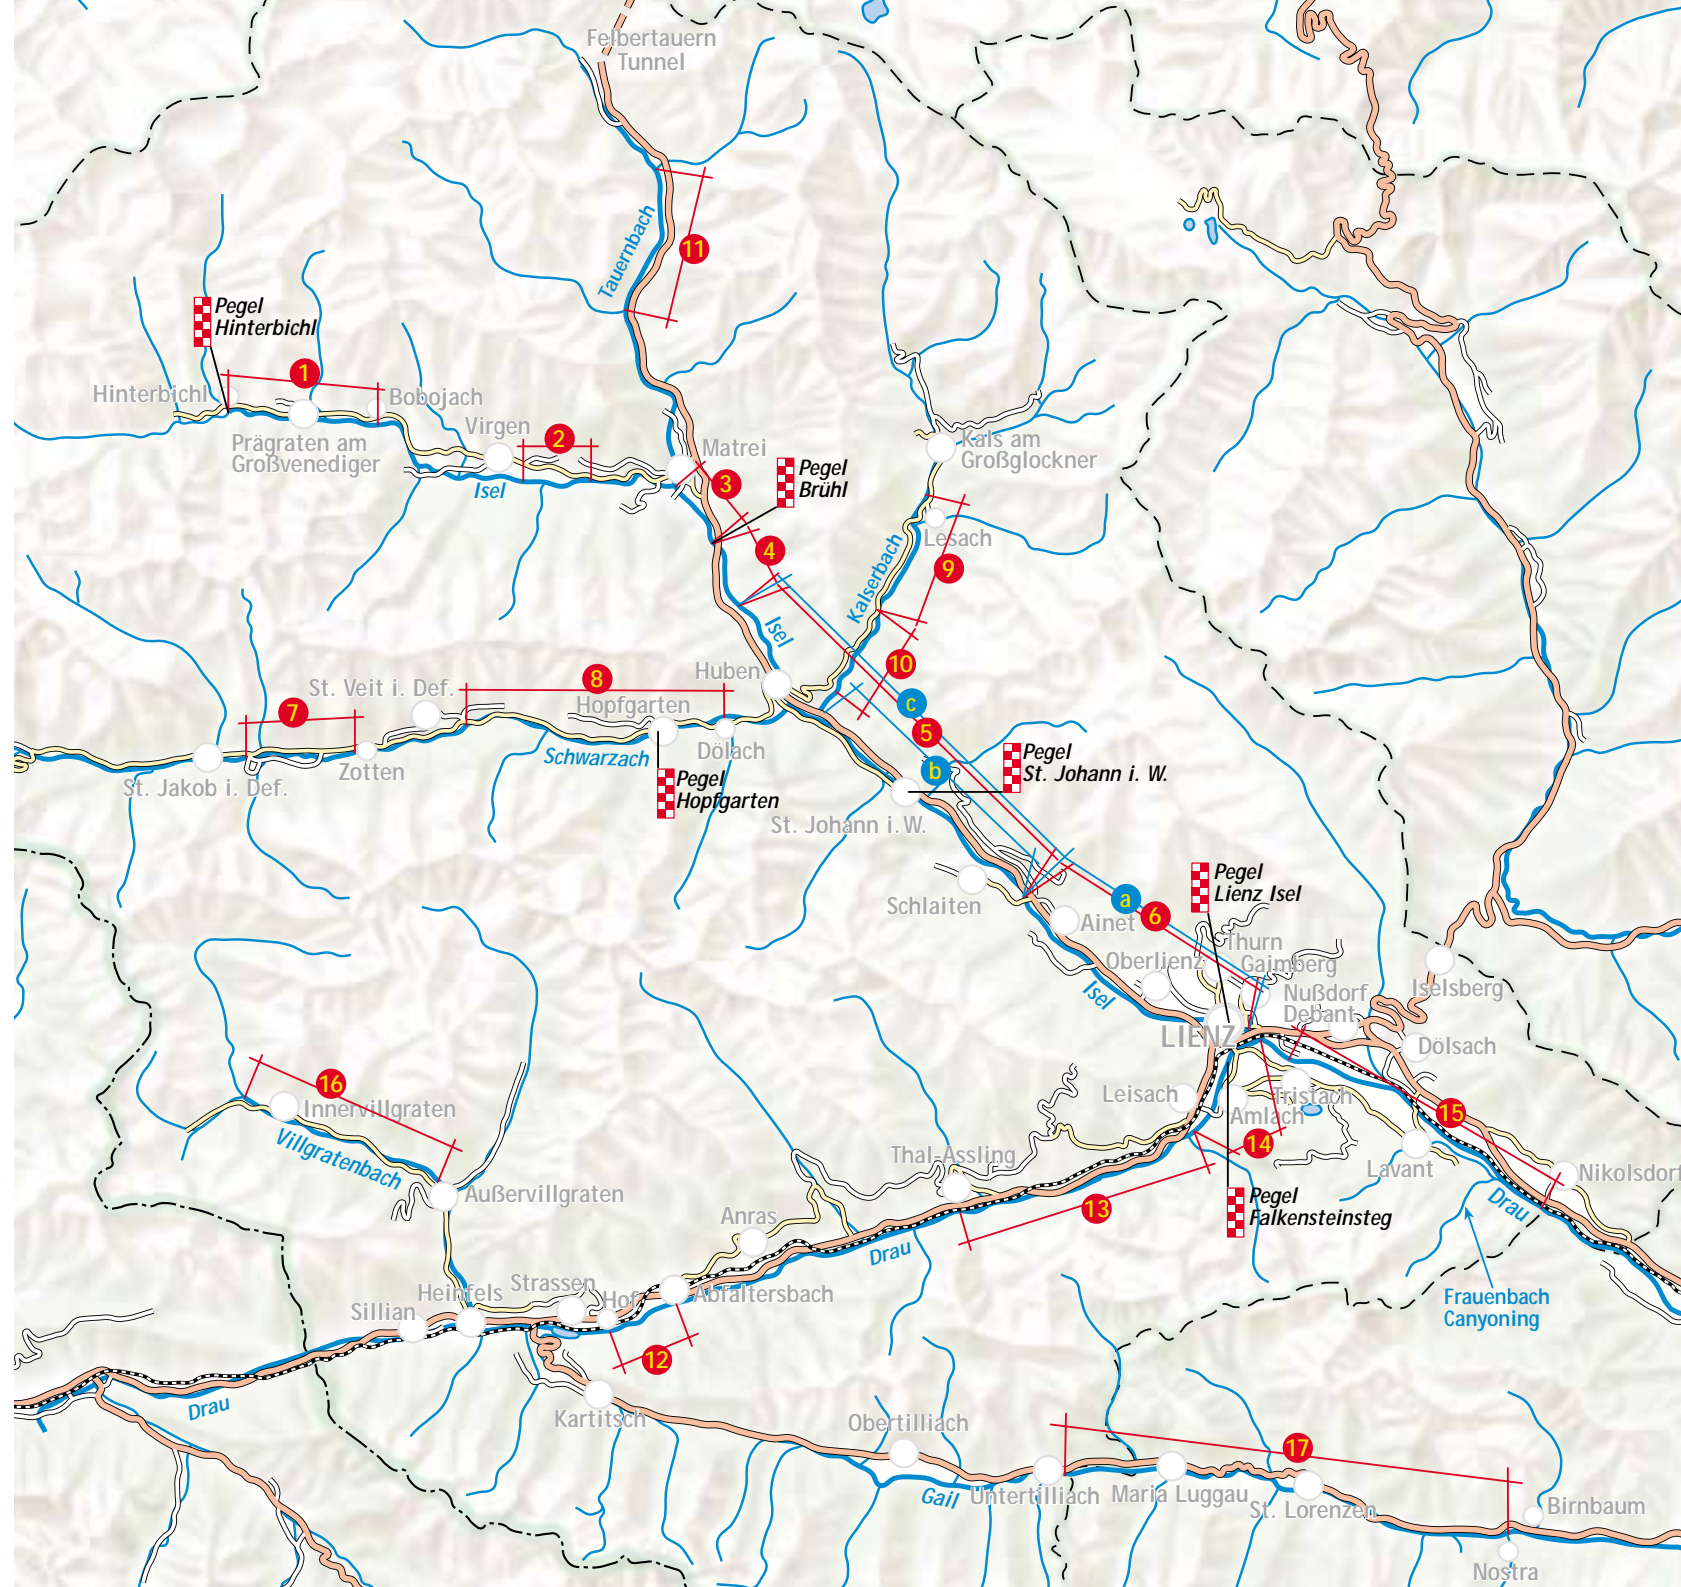 Felbertauern
Tunnel
Tauernbach
11
Pegel
Hinterbichl
1
Hinterbichl
Bobojach
Prägraten am
Großvenediger
Virgen
2
Isel
Matrei
3
Pegel
Brühl
4
Kals am
Großglockner
Lesach
9
Kalserbach
Isel
10
Huben
c
5
b
St. Veit i. Def.
8
Hopfgarten
7
Schwarzach
Dölach
Zotten
St. Jakob i. Def.
Pegel
Hopfgarten
Pegel
St. Johann i. W.
St. Johann i.W.
Schlaiten
Ainet
a
6
Pegel
Lienz Isel
Thurn
Gaimberg
Oberlienz
Isel
Nußdorf
Debant
Iselsberg
LIENZ
Dölsach
Leisach
Tristach
Amlach
15
14
Lavant
Nikolsdorf
Drau
16
Innervillgraten
Villgratenbach
Außervillgraten
Thal-Assling
13
Pegel
Falkensteinsteg
Anras
Drau
Frauenbach
Canyoning
Heinfels
Strassen
Hof
Abfaltersbach
Sillian
12
Drau
Kartitsch
Obertilliach
17
Gail
Untertilliach
Maria Luggau
St. Lorenzen
Birnbaum
Nostra